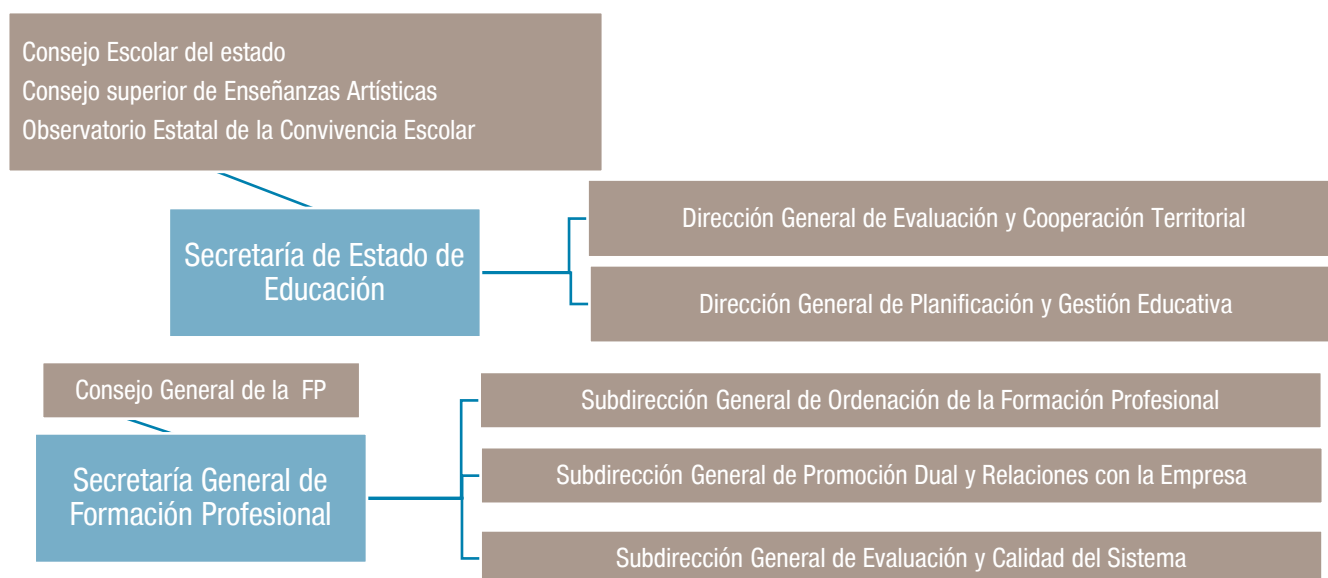 Consejo Escolar del estado
Consejo superior de Enseñanzas Artísticas
Observatorio Estatal de la Convivencia Escolar
Secretaría de Estado de
Educación
Dirección General de Evaluación y Cooperación Territorial
Dirección General de Planificación y Gestión Educativa
Consejo General de la FP
Secretaría General de
Formación Profesional
Subdirección General de Ordenación de la Formación Profesional
Subdirección General de Promoción Dual y Relaciones con la Empresa
Subdirección General de Evaluación y Calidad del Sistema